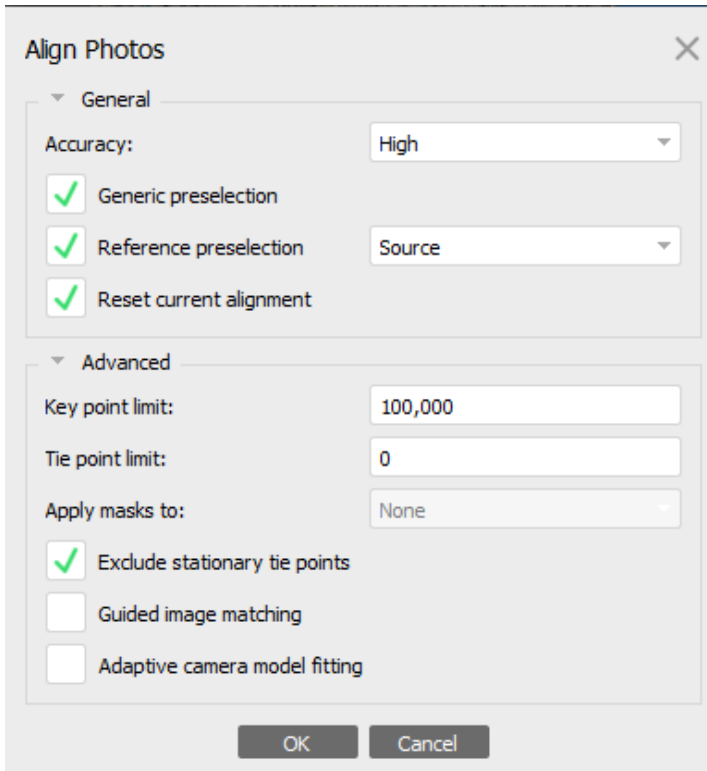 Align Photos
General
Accuracy: High
Generic preselection
Reference preselection Source
Reset current alignment
Advanced
Key point limit: 100,000
Tie point limit: 0
Apply masks to: None
Exclude stationary tie points
Guided image matching
Adaptive camera model fitting
OK Cancel